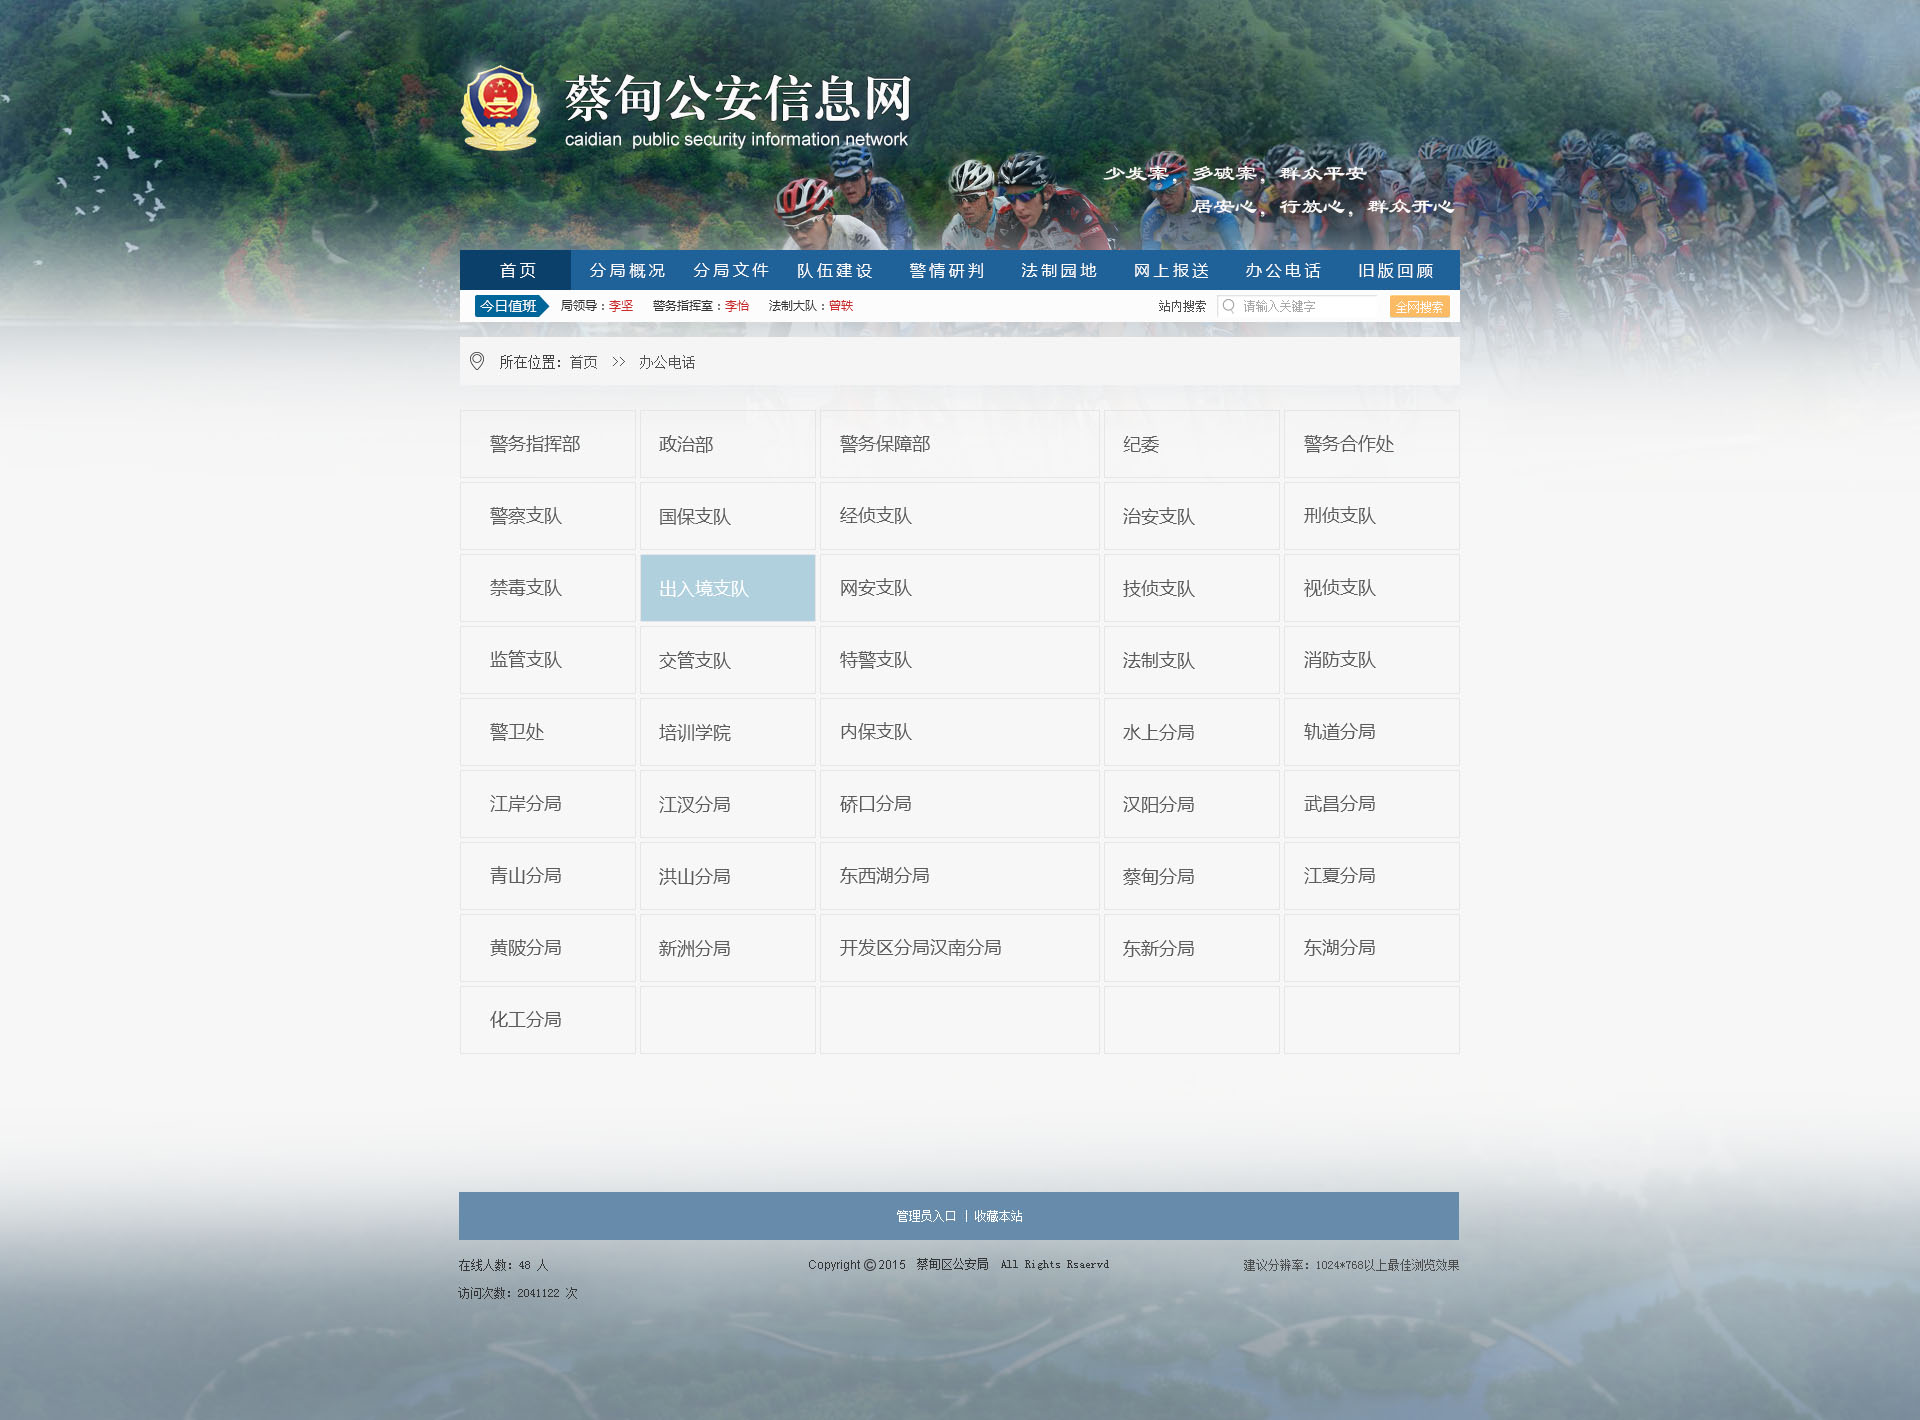 蔡甸公安信息网
caidian public security information network
少发案，多破案，群众平安
居安心，行放心，群众开心
首页 分局概况 分局文件 队伍建设 警情研判 法制园地 网上报送 办公电话 旧版回顾
今日值班 局领导：李坚 警务指挥室：李怡 法制大队：曾轶 站内搜索 请输入关键字 全网搜索
所在位置：首页 >> 办公电话
警务指挥部 政治部 警务保障部 纪委 警务合作处
警察支队 国保支队 经侦支队 治安支队 刑侦支队
禁毒支队 出入境支队 网安支队 技侦支队 视侦支队
监管支队 交管支队 特警支队 法制支队 消防支队
警卫处 培训学院 内保支队 水上分局 轨道分局
江岸分局 江汊分局 硚口分局 汉阳分局 武昌分局
青山分局 洪山分局 东西湖分局 蔡甸分局 江夏分局
黄陂分局 新洲分局 开发区分局汉南分局 东新分局 东湖分局
化工分局
管理员入口 | 收藏本站
在线人数：48 人 Copyright ©2015 蔡甸区公安局 All Rights Rsaervd 建议分辨率：1024*768以上最佳浏览效果
访问次数：2041122 次